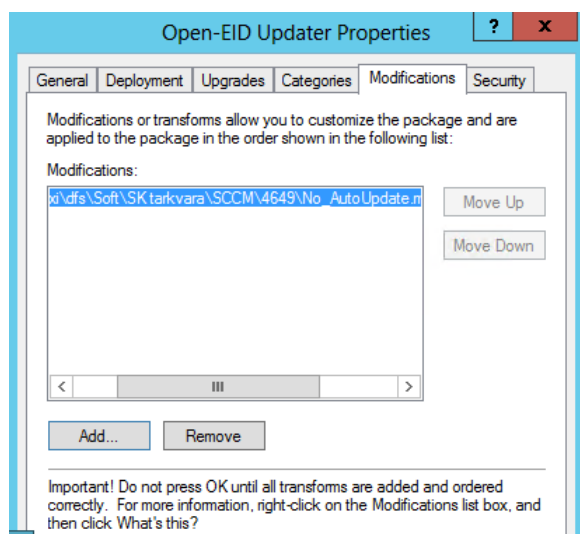 Open-EID Updater Properties
?
x
General
Deployment
Upgrades
Categories
Modifications
Security
Modifications or transforms allow you to customize the package and are
applied to the package in the order shown in the following list:
Modifications:
xi\dfs\Soft\SK tarkvara\SCCM\4649\No_AutoUpdate.m
Move Up
Move Down
Add...
Remove
Important! Do not press OK until all transforms are added and ordered
correctly. For more information, right-click on the Modifications list box, and
then click What's this?